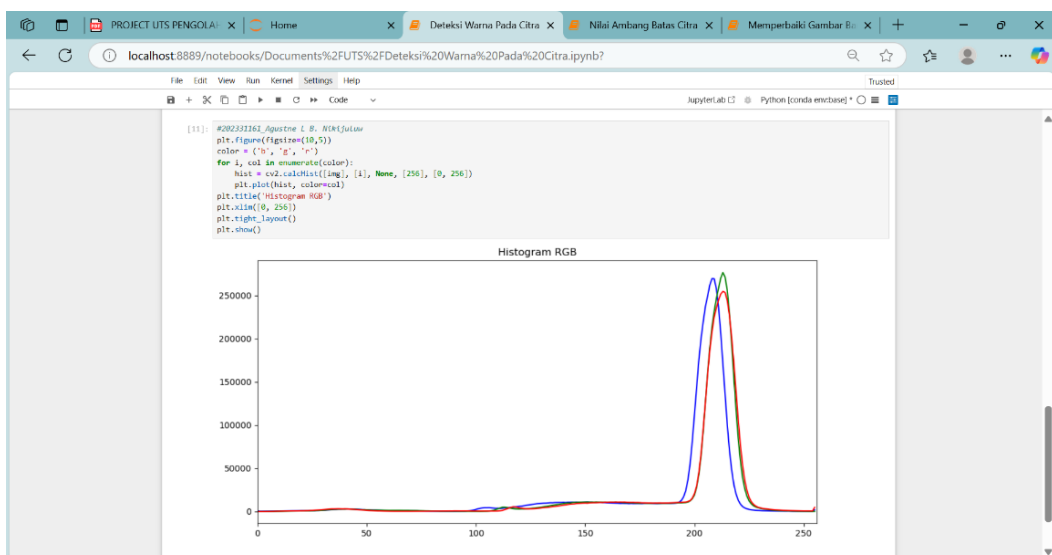 PROJECT UTS PENGOLAH
Home
Deteksi Warna Pada Citra
Nilai Ambang Batas Citra
Memperbaiki Gambar Ba
localhost:8889/notebooks/Documents%2FUTS%2FDeteksi%20Warna%20Pada%20Citra.ipynb?
File Edit View Run Kernel Settings Help
Trusted
Code
JupyterLab
Python [conda env:base] *
[11]: #202331161_Agustne L B. Nikijuluw
plt.figure(figsize=(10,5))
color = ('b', 'g', 'r')
for i, col in enumerate(color):
    hist = cv2.calcHist([img], [i], None, [256], [0, 256])
    plt.plot(hist, color=col)
plt.title('Histogram RGB')
plt.xlim([0, 256])
plt.tight_layout()
plt.show()
Histogram RGB
250000
200000
150000
100000
50000
0
0 50 100 150 200 250